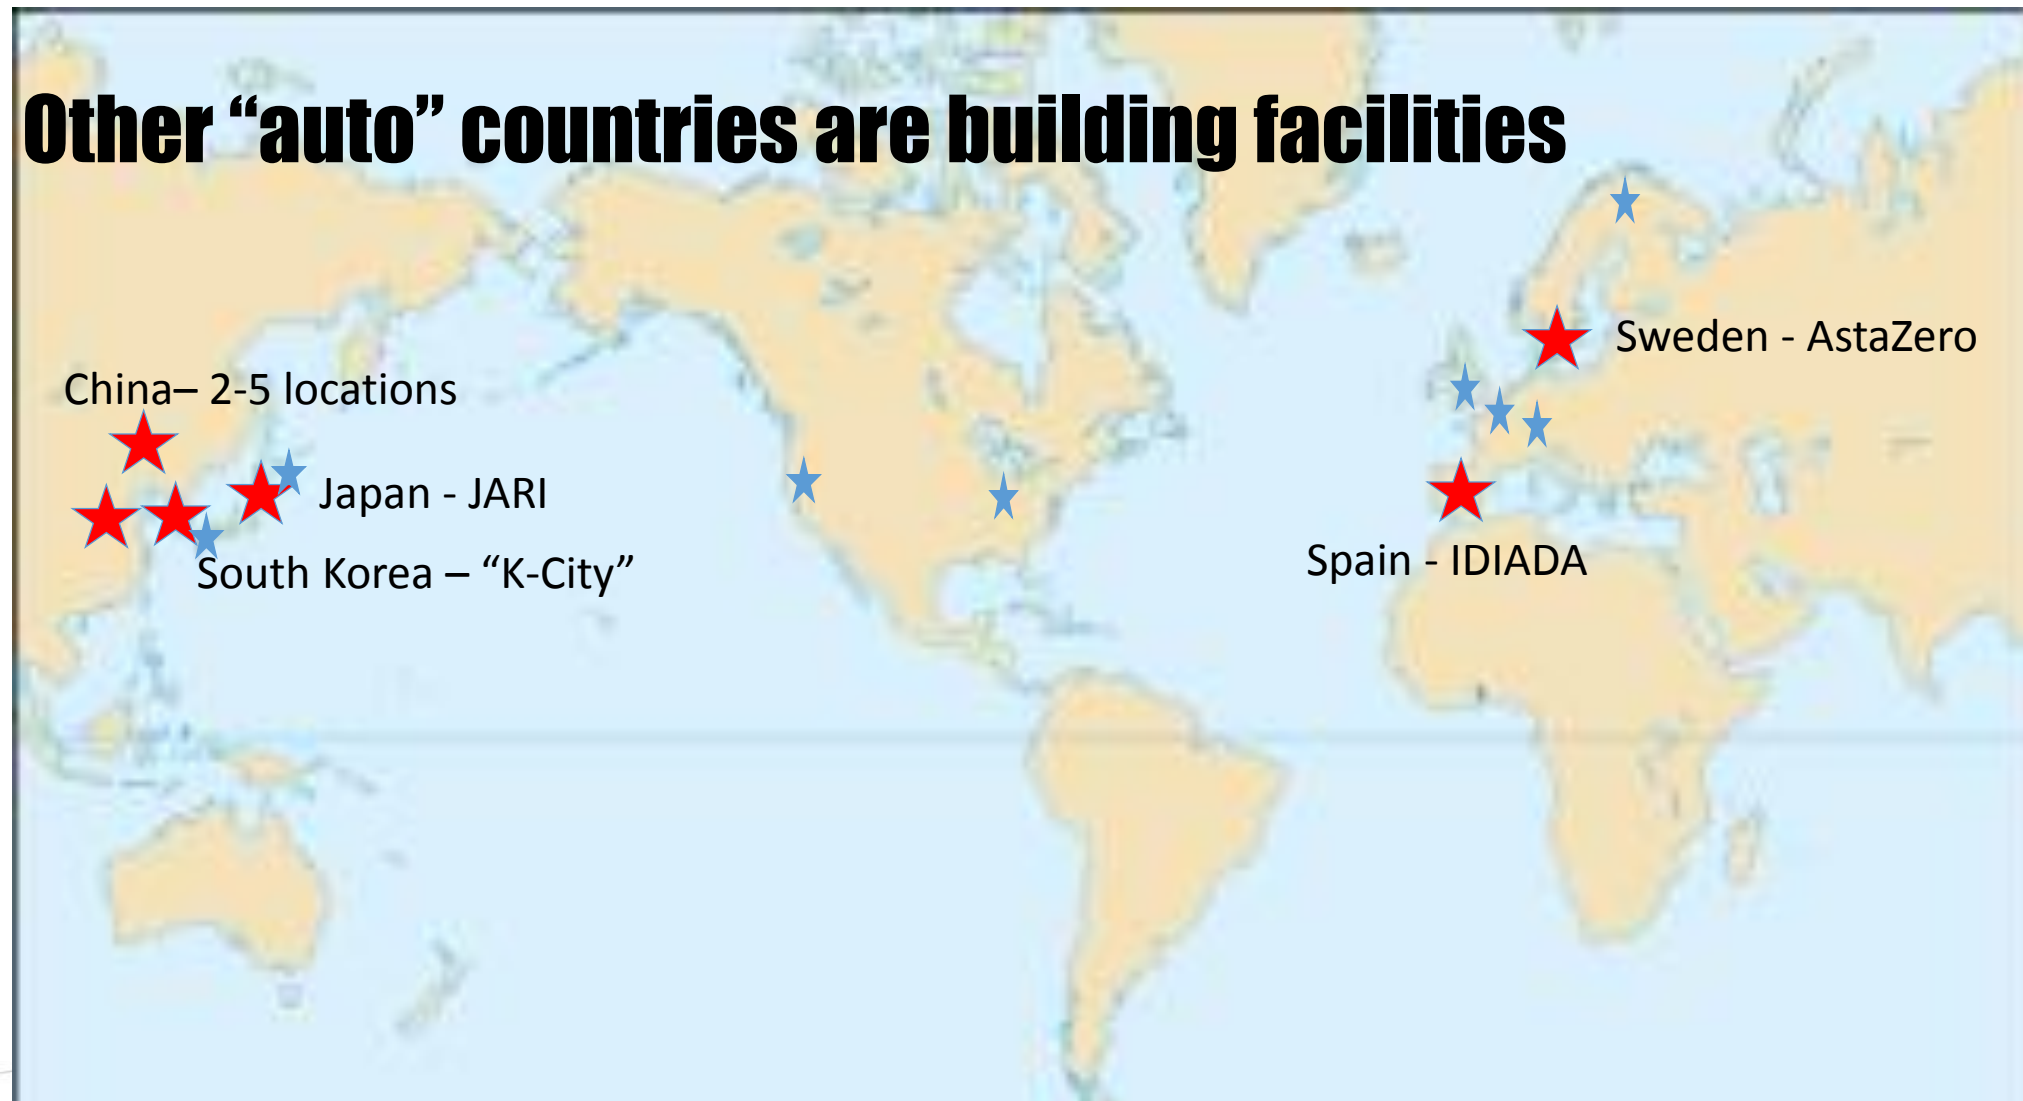 Other “auto” countries are building facilities
Sweden - AstaZero
China– 2-5 locations
Japan - JARI
South Korea – “K-City”
Spain - IDIADA